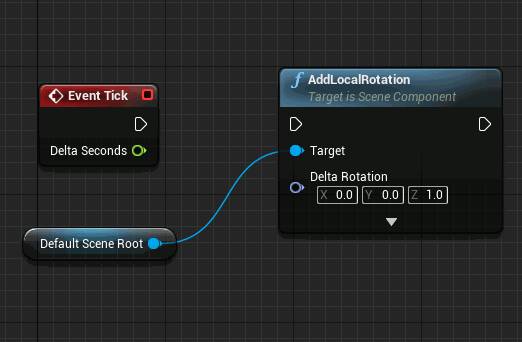 Event Tick
Delta Seconds
Default Scene Root
AddLocalRotation
Target is Scene Component
Target
Delta Rotation
X 0.0 Y 0.0 Z 1.0